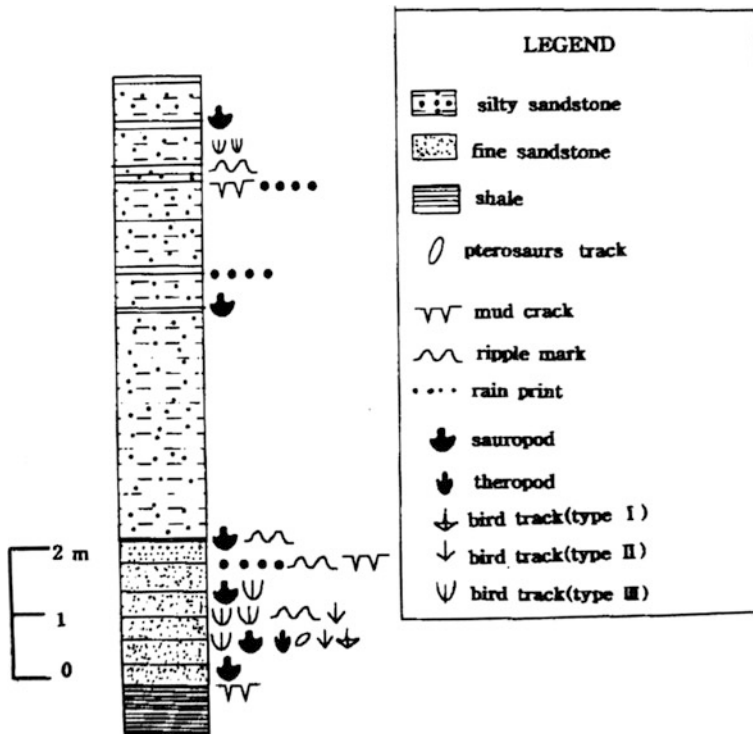 LEGEND
silty sandstone
fine sandstone
shale
pterosaurs track
mud crack
ripple mark
rain print
sauropod
theropod
bird track(type I)
bird track(type II)
bird track(type III)
2 m
1
0